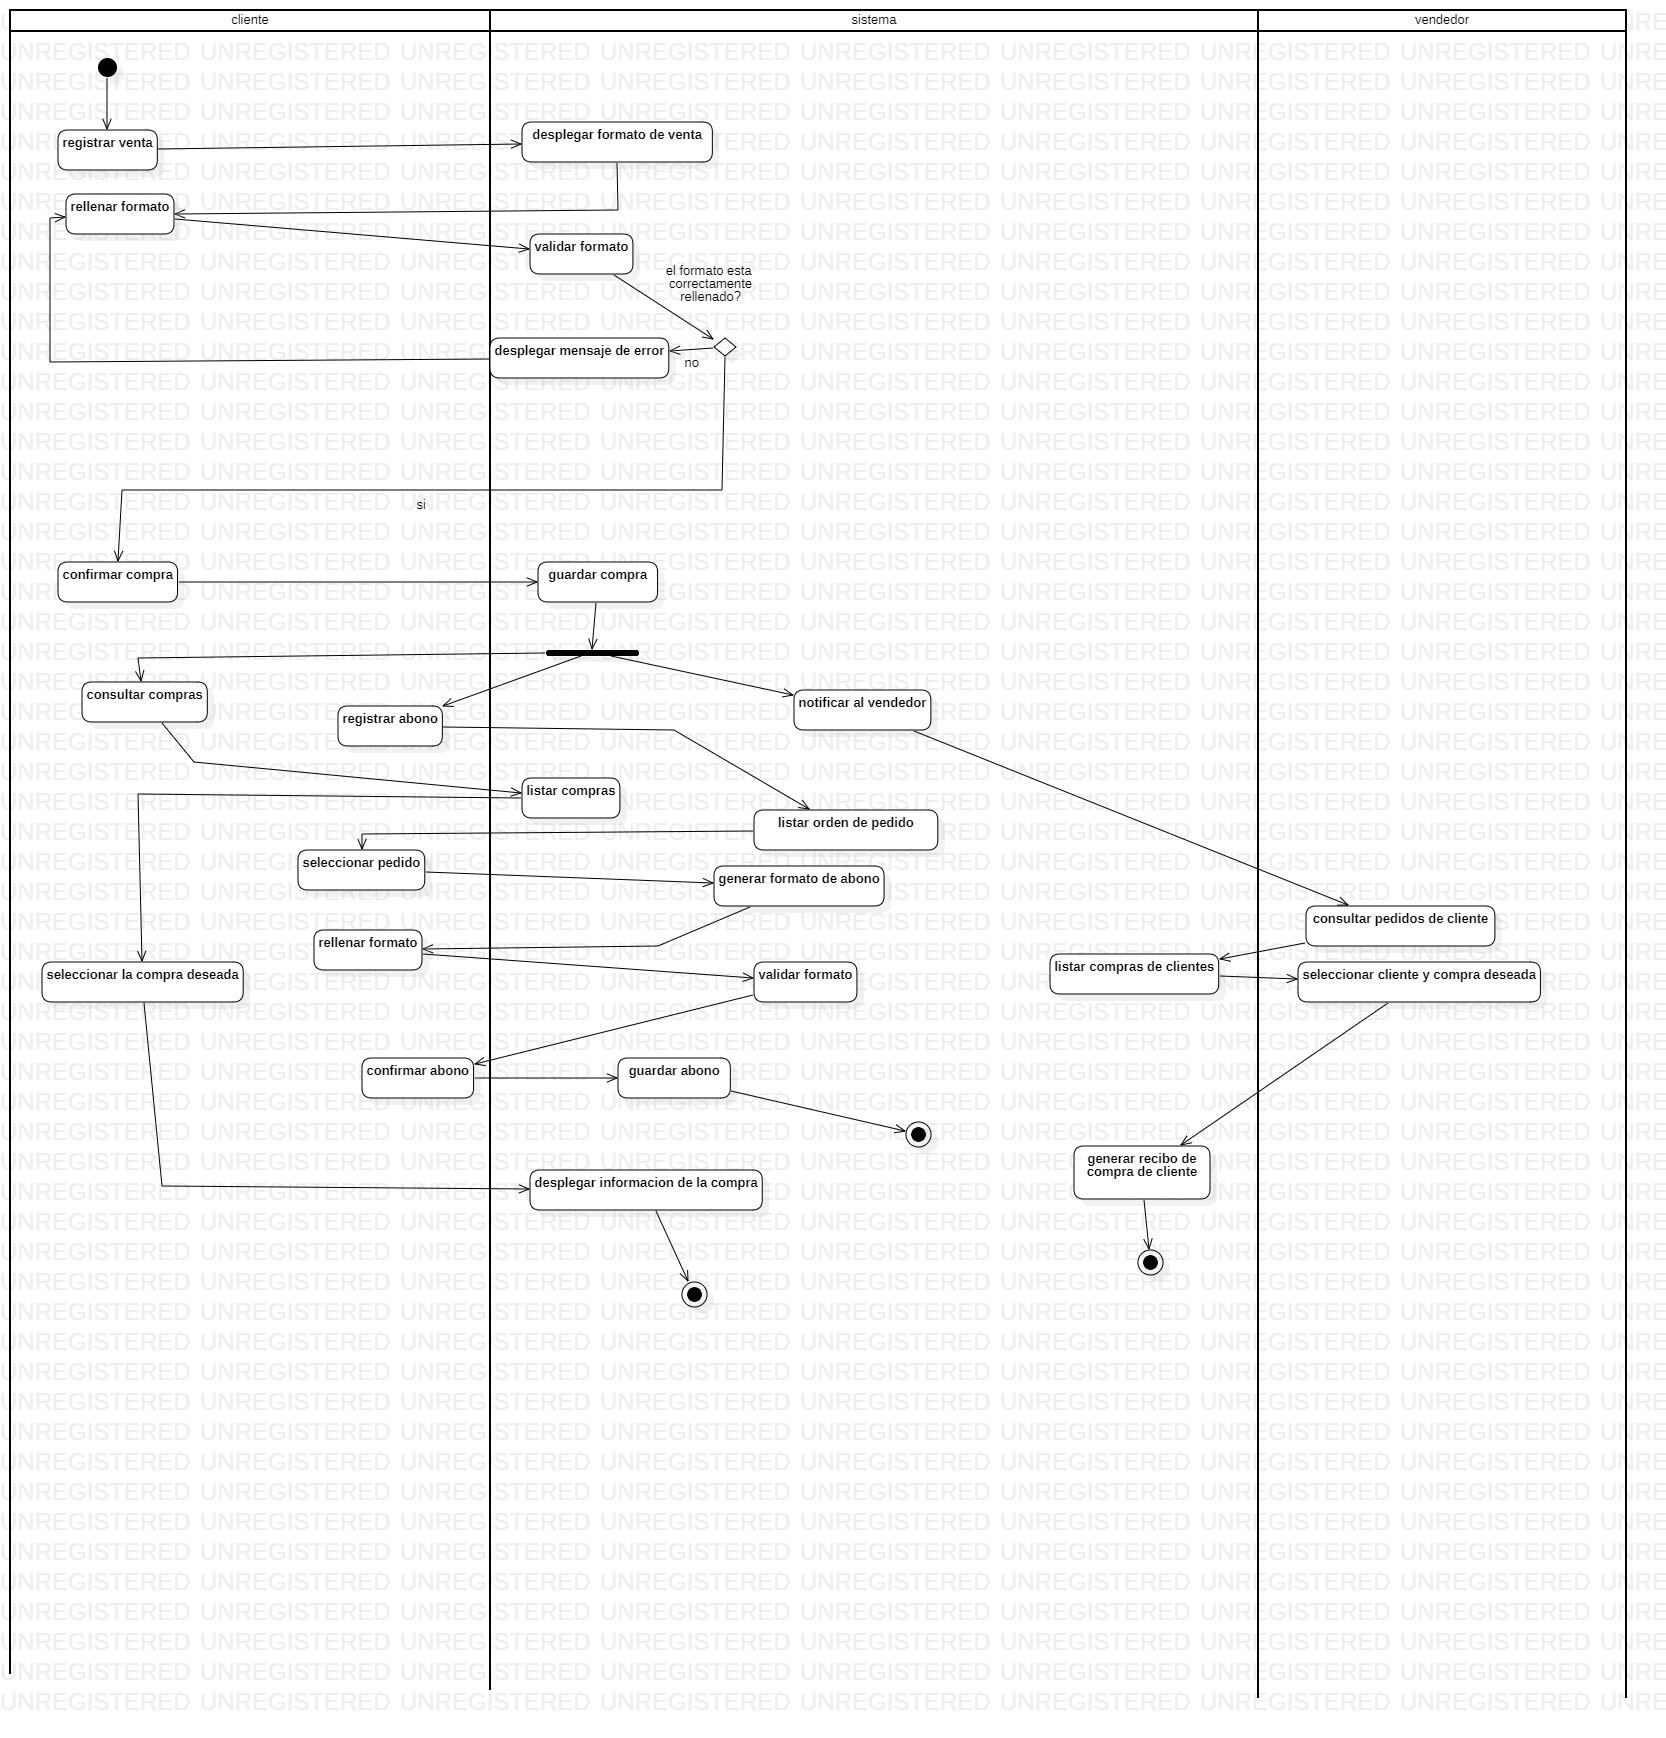 cliente
sistema
vendedor
registrar venta
desplegar formato de venta
rellenar formato
validar formato
el formato esta
correctamente
rellenado?
desplegar mensaje de error
no
si
confirmar compra
guardar compra
consultar compras
registrar abono
notificar al vendedor
listar compras
listar orden de pedido
seleccionar pedido
generar formato de abono
consultar pedidos de cliente
rellenar formato
listar compras de clientes
seleccionar la compra deseada
validar formato
seleccionar cliente y compra deseada
confirmar abono
guardar abono
generar recibo de
compra de cliente
desplegar informacion de la compra
UNREGISTERED